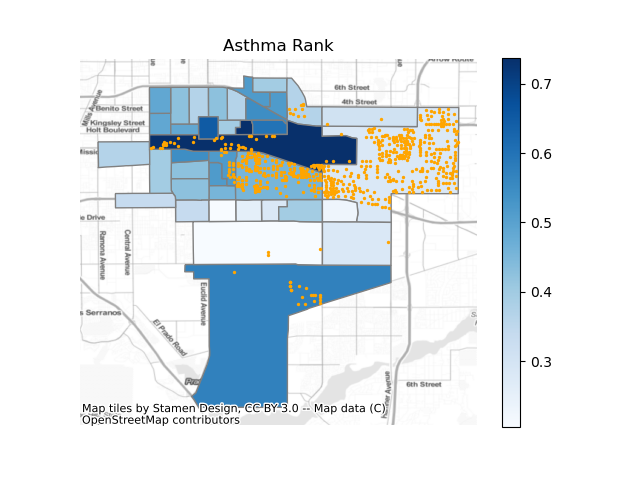 Asthma Rank
Arrow Route
6th Street
4th Street
Mills Avenue
Benito Street
Kingsley Street
Holt Boulevard
e Drive
Ramona Avenue
Central Avenue
Euclid Avenue
s Serranos
El Prado Road
6th Street
Avenue
0.7
0.6
0.5
0.4
0.3
Map tiles by Stamen Design, CC BY 3.0 -- Map data (C)
OpenStreetMap contributors